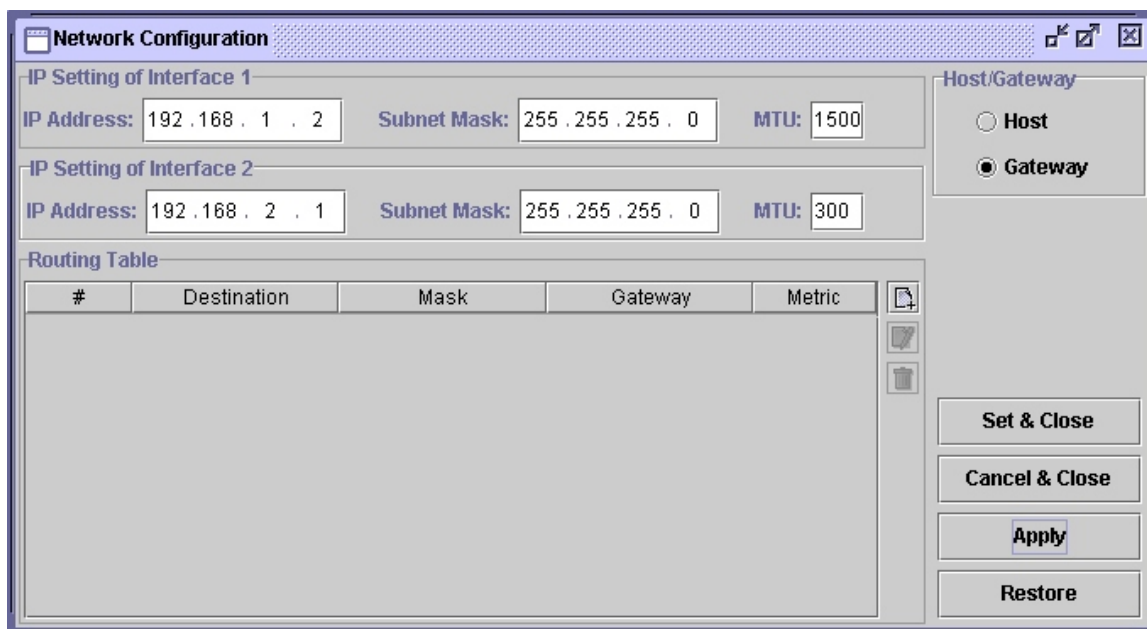 Network Configuration
IP Setting of Interface 1
IP Address: 192 . 168 . 1 . 2 Subnet Mask: 255 . 255 . 255 . 0 MTU: 1500
IP Setting of Interface 2
IP Address: 192 . 168 . 2 . 1 Subnet Mask: 255 . 255 . 255 . 0 MTU: 300
Routing Table
# Destination Mask Gateway Metric
Host/Gateway
Host
Gateway
Set & Close
Cancel & Close
Apply
Restore